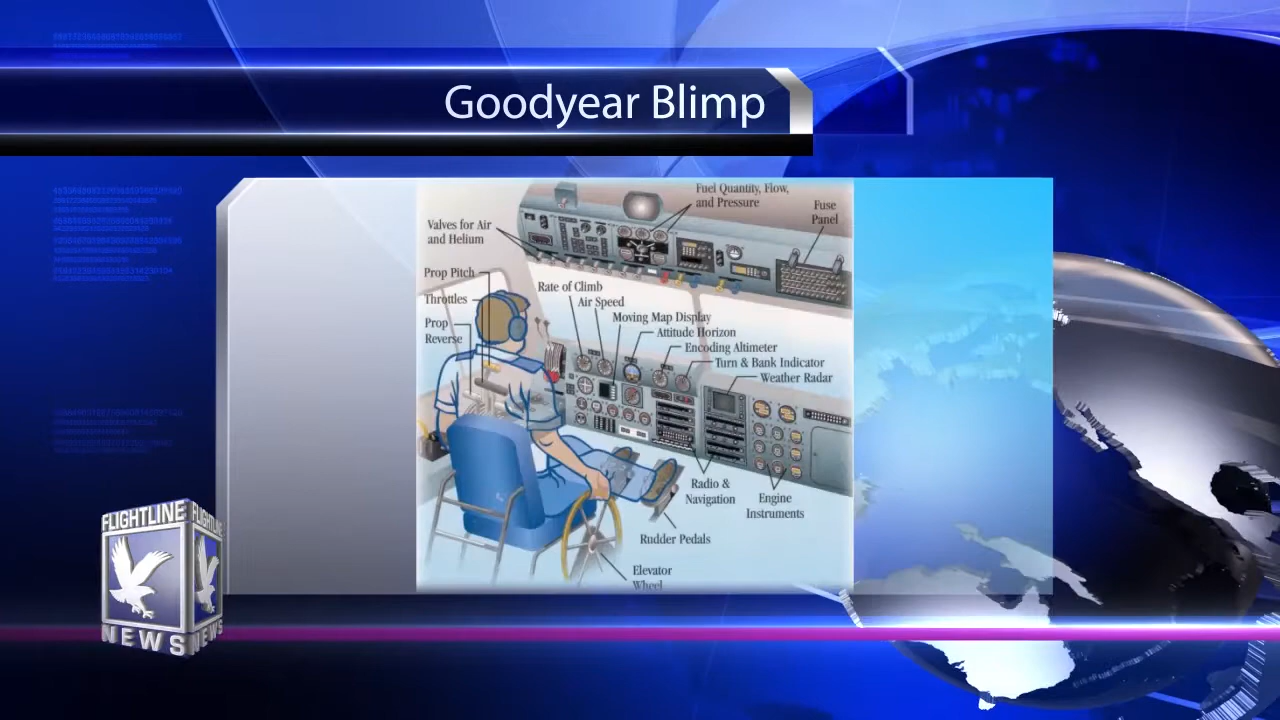 Goodyear Blimp
Fuel Quantity, Flow,
and Pressure
Fuse
Panel
Valves for Air
and Helium
Prop Pitch
Throttles
Prop
Reverse
Rate of Climb
Air Speed
Moving Map Display
Attitude Horizon
Encoding Altimeter
Turn & Bank Indicator
Weather Radar
Radio &
Navigation
Engine
Instruments
Rudder Pedals
Elevator
Wheel
FLIGHTLINE
NEWS
FLIGHTLINE
NEWS